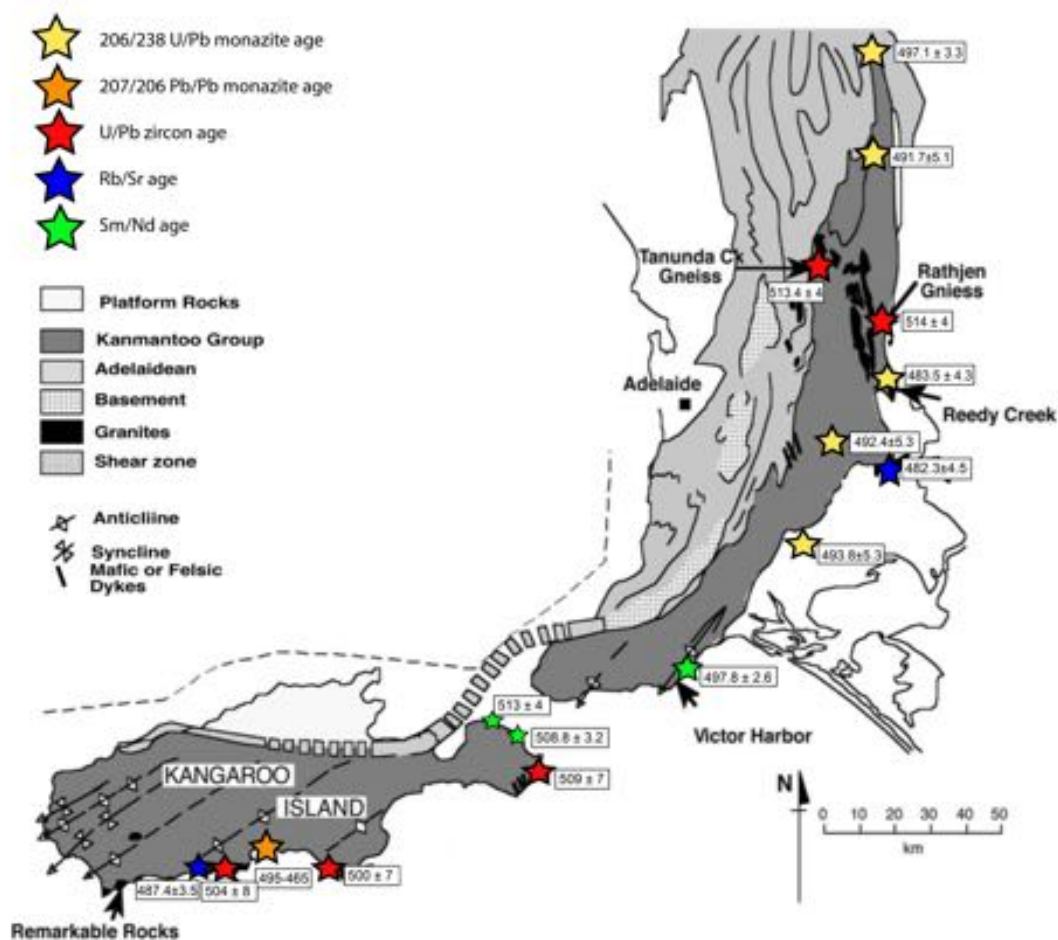 206/238 U/Pb monazite age
207/206 Pb/Pb monazite age
U/Pb zircon age
Rb/Sr age
Sm/Nd age
Platform Rocks
Kanmantoo Group
Adelaidean
Basement
Granites
Shear zone
Anticliine
Syncline
Mafic or Felsic
Dykes
497.1 ± 3.3
491.7±5.1
Tanunda Ck
Gneiss
513.4 ± 4
Rathjen
Gniess
514 ± 4
Adelaide
483.5 ± 4.3
Reedy Creek
492.4±5.3
482.3±4.5
493.8±5.3
497.8 ± 2.6
Victor Harbor
513 ± 4
508.8 ± 3.2
509 ± 7
KANGAROO
ISLAND
487.4±3.5
504 ± 8
495-465
500 ± 7
Remarkable Rocks
N
0 10 20 30 40 50
km